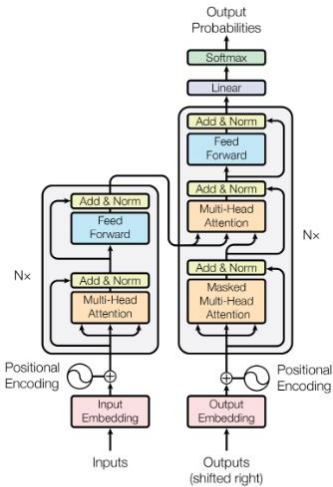 Output
Probabilities
Softmax
Linear
Add & Norm
Feed
Forward
Add & Norm
Multi-Head
Attention
Add & Norm
Masked
Multi-Head
Attention
N×
Add & Norm
Feed
Forward
Add & Norm
Multi-Head
Attention
N×
Positional
Encoding
Positional
Encoding
Input
Embedding
Output
Embedding
Inputs
Outputs
(shifted right)